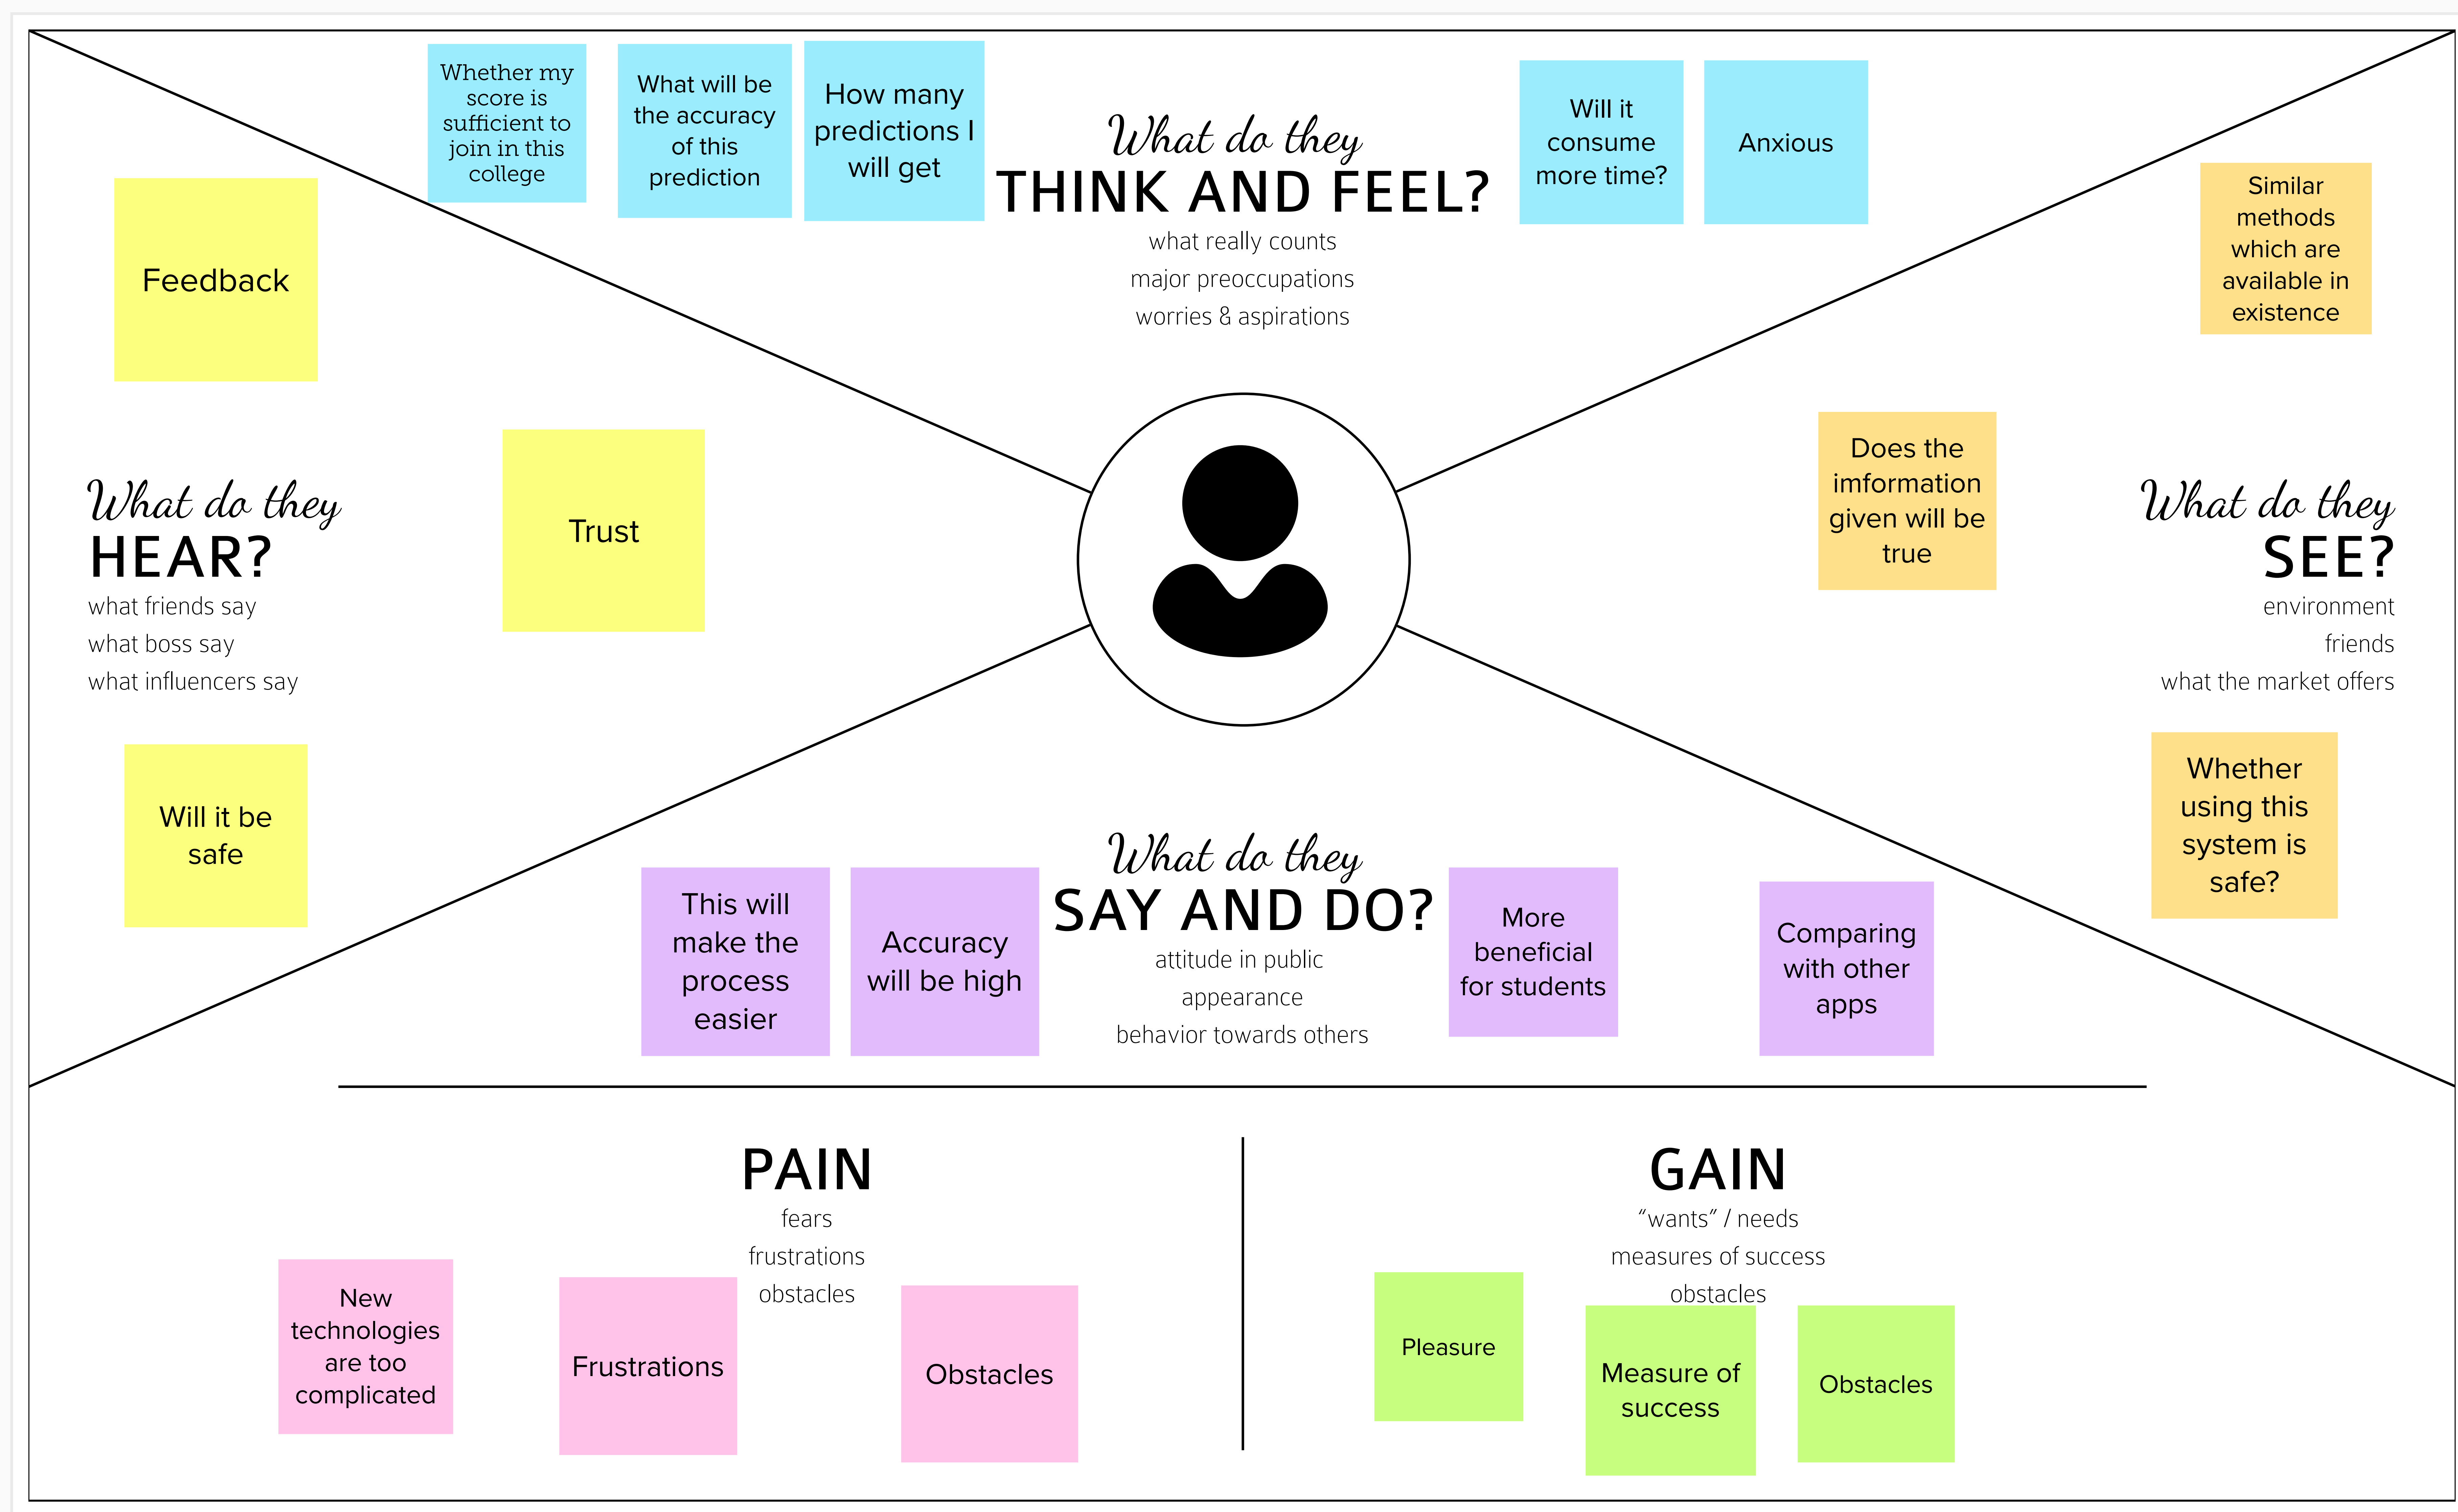 Whether my
score is
sufficient to
join in this
college
What will be
the accuracy
of this
prediction
How many
predictions I
will get
What do they
THINK AND FEEL?
what really counts
major preoccupations
worries & aspirations
Will it
consume
more time?
Anxious
Feedback
Trust
What do they
HEAR?
what friends say
what boss say
what influencers say
Will it be
safe
Similar
methods
which are
available in
existence
Does the
imformation
given will be
true
What do they
SEE?
environment
friends
what the market offers
Whether
using this
system is
safe?
This will
make the
process
easier
Accuracy
will be high
What do they
SAY AND DO?
attitude in public
appearance
behavior towards others
More
beneficial
for students
Comparing
with other
apps
PAIN
fears
frustrations
obstacles
New
technologies
are too
complicated
Frustrations
Obstacles
GAIN
“wants” / needs
measures of success
obstacles
Pleasure
Measure of
success
Obstacles